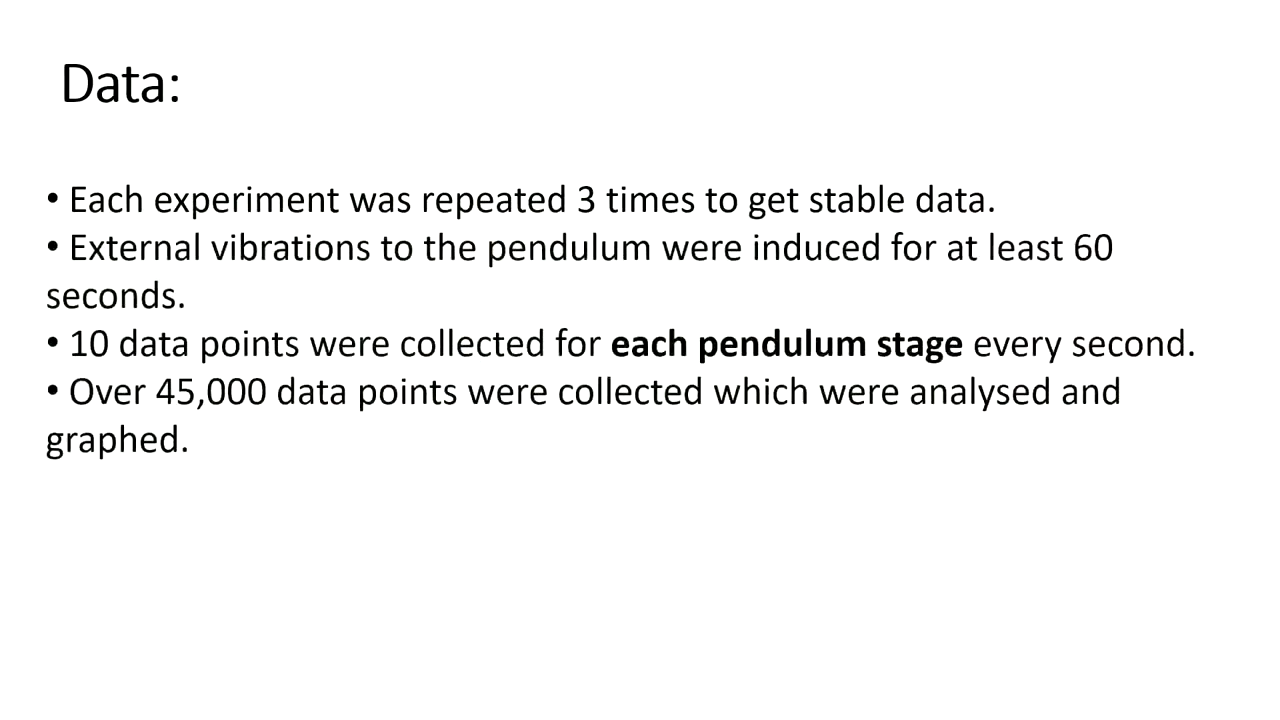 Data:
• Each experiment was repeated 3 times to get stable data.
• External vibrations to the pendulum were induced for at least 60
seconds.
• 10 data points were collected for each pendulum stage every second.
• Over 45,000 data points were collected which were analysed and
graphed.